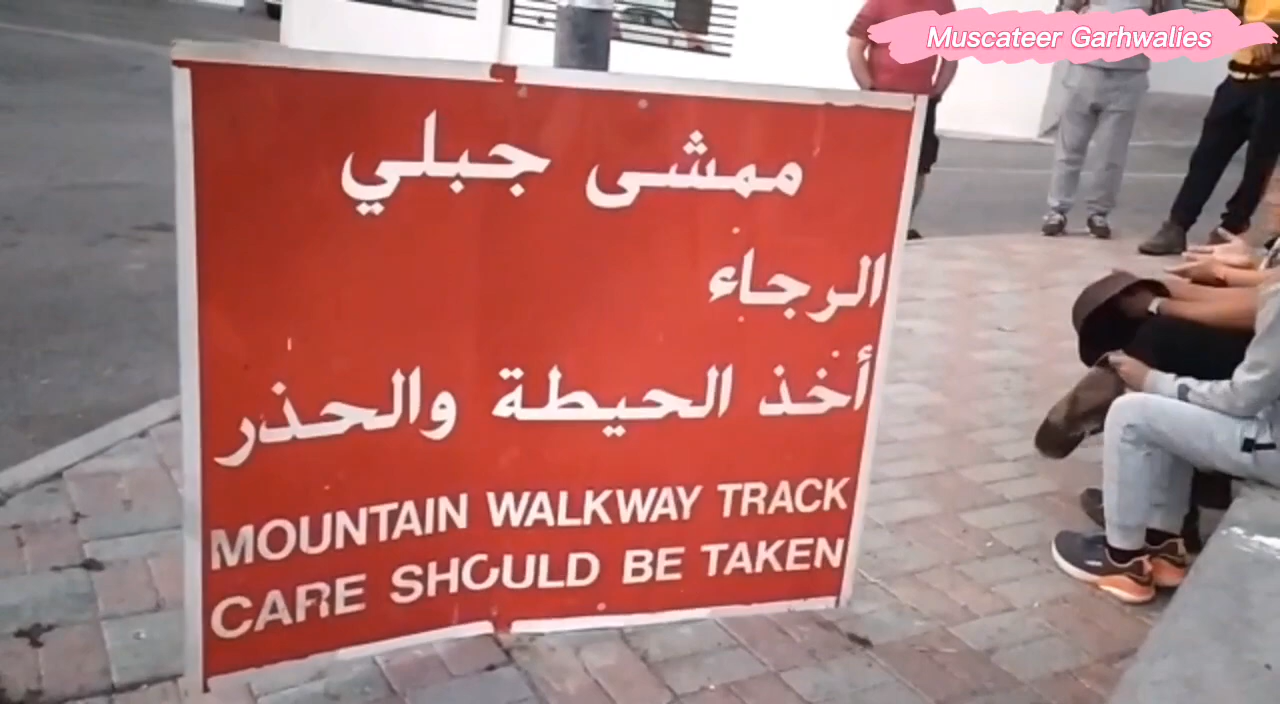 Muscateer Garhwalies
ممشى جبلي
الرجاء
أخذ الحيطة والحذر
MOUNTAIN WALKWAY TRACK
CARE SHOULD BE TAKEN